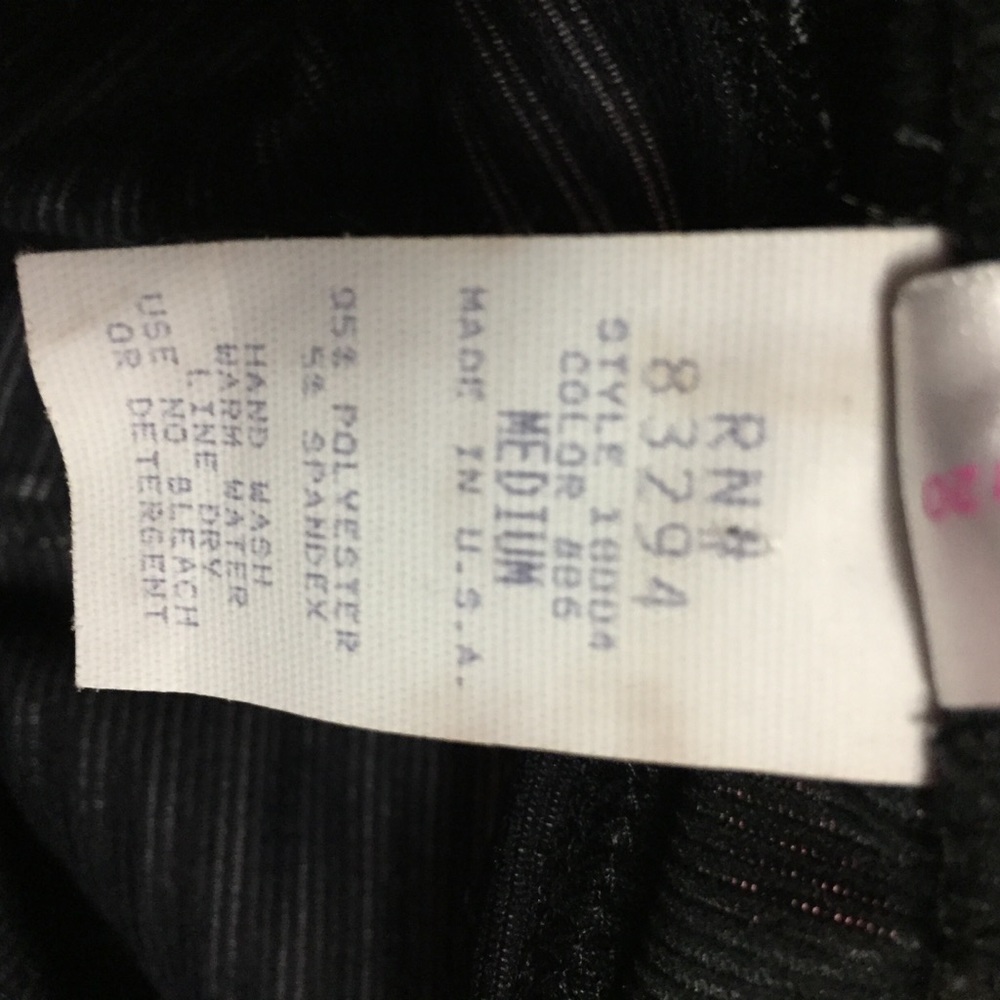 RN#
83294
STYLE 18004
COLOR 886
MEDIUM
MADE IN U.S.A.
95% POLYESTER
5% SPANDEX
HAND WASH
WARM WATER
LINE DRY
USE NO BLEACH
OR DETERGENT